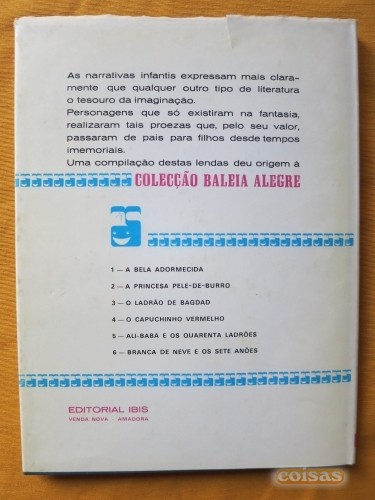 As narrativas infantis expressam mais clara-
mente que qualquer outro tipo de literatura
o tesouro da imaginação.
Personagens que só existiram na fantasia,
realizaram tais proezas que, pelo seu valor,
passaram de pais para filhos desde tempos
imemoriais.
Uma compilação destas lendas deu origem à
COLECÇÃO BALEIA ALEGRE
1 — A BELA ADORMECIDA
2 — A PRINCESA PELE-DE-BURRO
3 — O LADRÃO DE BAGDAD
4 — O CAPUCHINHO VERMELHO
5 — ALI-BABÁ E OS QUARENTA LADRÕES
6 — BRANCA DE NEVE E OS SETE ANÕES
EDITORIAL IBIS
VENDA NOVA - AMADORA
coisas